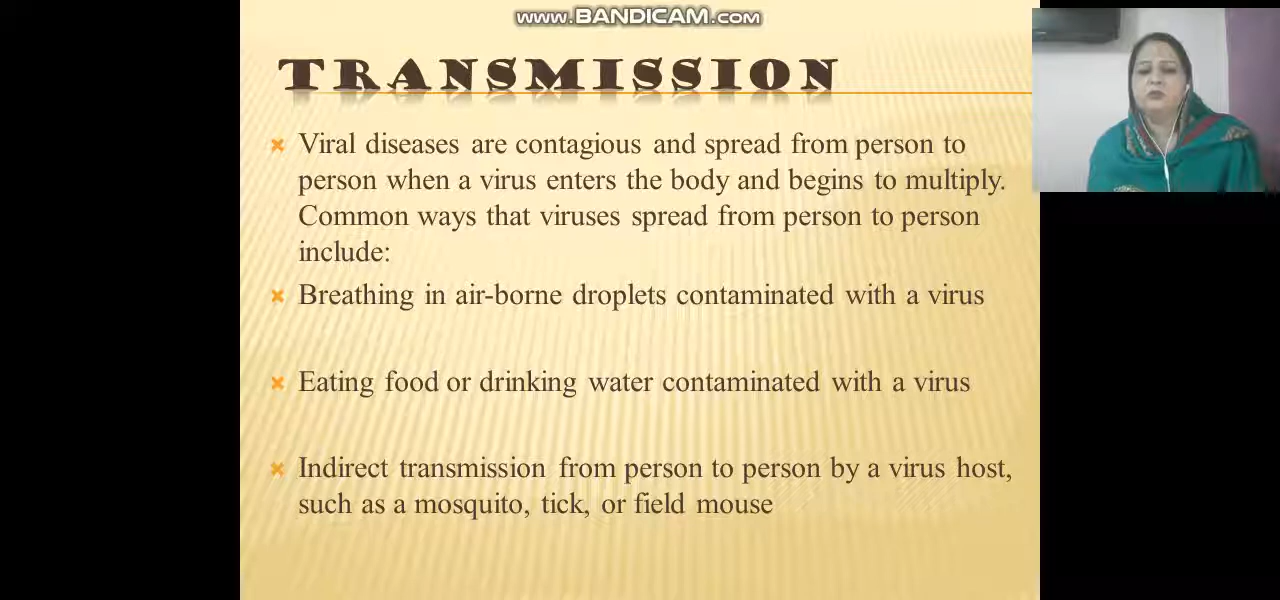 www.BANDICAM.com
TRANSMISSION
Viral diseases are contagious and spread from person to
person when a virus enters the body and begins to multiply.
Common ways that viruses spread from person to person
include:
Breathing in air-borne droplets contaminated with a virus
Eating food or drinking water contaminated with a virus
Indirect transmission from person to person by a virus host,
such as a mosquito, tick, or field mouse